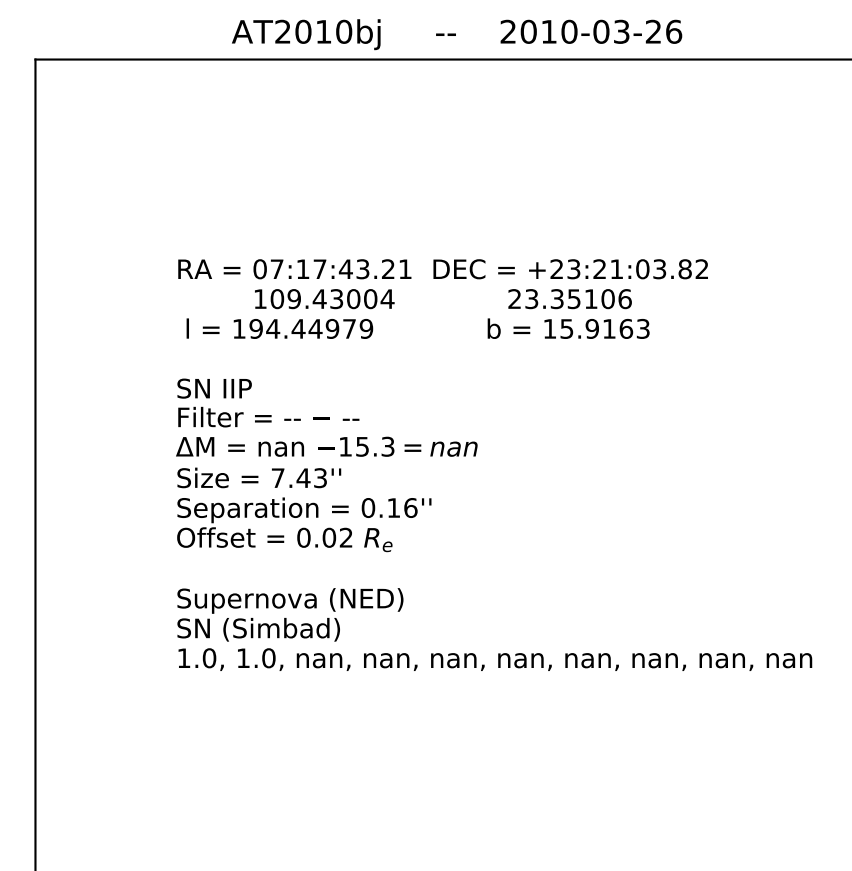 AT2010bj -- 2010-03-26
RA = 07:17:43.21 DEC = +23:21:03.82
109.43004 23.35106
l = 194.44979 b = 15.9163
SN IIP
Filter = -- − --
ΔM = nan −15.3 = nan
Size = 7.43''
Separation = 0.16''
Offset = 0.02 Rₑ
Supernova (NED)
SN (Simbad)
1.0, 1.0, nan, nan, nan, nan, nan, nan, nan, nan